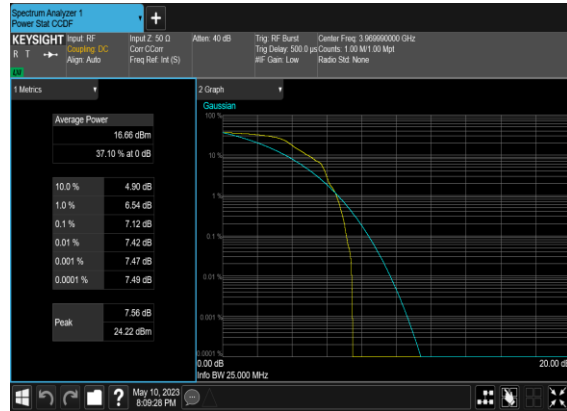 Spectrum Analyzer 1
Power Stat CCDF
KEYSIGHT
R T
LXI
Input: RF
Coupling: DC
Align: Auto
Input Z: 50 Ω
Corr CCorr
Freq Ref: Int (S)
Atten: 40 dB
Trig: RF Burst
Trig Delay: 500.0 µs
#IF Gain: Low
Center Freq: 3.969990000 GHz
Counts: 1.00 M/1.00 Mpt
Radio Std: None
1 Metrics
Average Power
16.66 dBm
37.10 % at 0 dB
10.0 % 4.90 dB
1.0 % 6.54 dB
0.1 % 7.12 dB
0.01 % 7.42 dB
0.001 % 7.47 dB
0.0001 % 7.49 dB
Peak
7.56 dB
24.22 dBm
2 Graph
Gaussian
100 %
10 %
1 %
0.1 %
0.01 %
0.001 %
0.0001 %
0.00 dB
20.00 dB
Info BW 25.000 MHz
?
May 10, 2023
8:09:28 PM